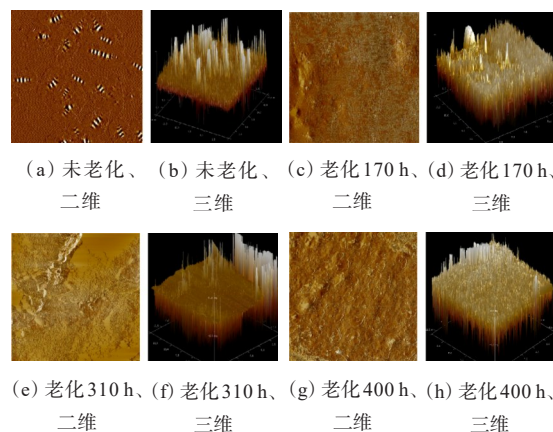 (a) 未老化、 (b) 未老化、 (c) 老化170 h、 (d) 老化170 h、
二维 三维 二维 三维
(e) 老化310 h、 (f) 老化310 h、 (g) 老化400 h、 (h) 老化400 h、
二维 三维 二维 三维